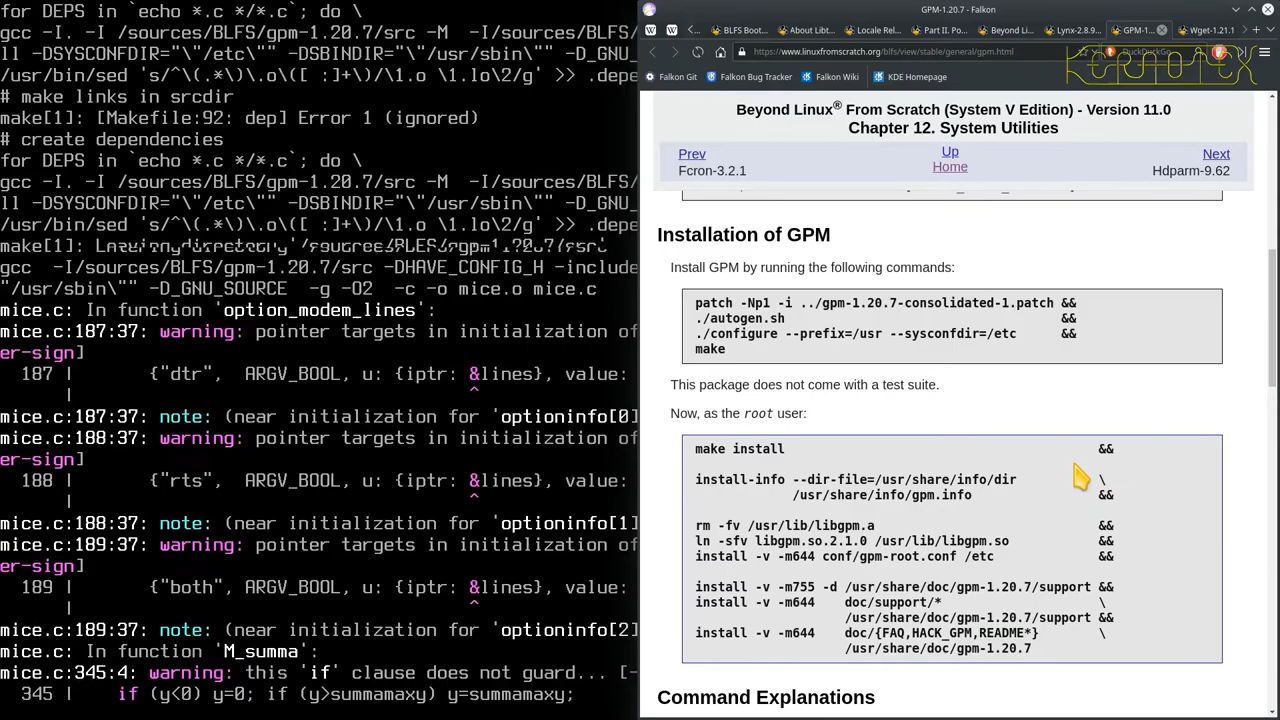 for DEPS in `echo *.c */*.c`; do \
gcc -I. -I /sources/BLFS/gpm-1.20.7/src -M  -I/sources/BLFS/
ll -DSYSCONFDIR="\"/etc\"" -DSBINDIR="\"/usr/sbin\"" -D_GNU_
/usr/bin/sed 's/^\(.*\)\.o\([ :]+\)/\1.o \1.lo\2/g' >> .depe
# make links in srcdir
make[1]: [Makefile:92: dep] Error 1 (ignored)
# create dependencies
for DEPS in `echo *.c */*.c`; do \
gcc -I. -I /sources/BLFS/gpm-1.20.7/src -M  -I/sources/BLFS/
ll -DSYSCONFDIR="\"/etc\"" -DSBINDIR="\"/usr/sbin\"" -D_GNU_
/usr/bin/sed 's/^\(.*\)\.o\([ :]+\)/\1.o \1.lo\2/g' >> .depe
make[1]:
gcc  -I/sources/BLFS/gpm-1.20.7/src -DHAVE_CONFIG_H -include
"/usr/sbin\"" -D_GNU_SOURCE  -g -O2  -c -o mice.o mice.c
mice.c: In function 'option_modem_lines':
mice.c:187:37: warning: pointer targets in initialization of
er-sign]
187 |     {"dtr",  ARGV_BOOL, u: {iptr: &lines}, value:
|     ^
mice.c:187:37: note: (near initialization for 'optioninfo[0]
mice.c:188:37: warning: pointer targets in initialization of
er-sign]
188 |     {"rts",  ARGV_BOOL, u: {iptr: &lines}, value:
|     ^
mice.c:188:37: note: (near initialization for 'optioninfo[1]
mice.c:189:37: warning: pointer targets in initialization of
er-sign]
189 |     {"both", ARGV_BOOL, u: {iptr: &lines}, value:
|     ^
mice.c:189:37: note: (near initialization for 'optioninfo[2]
mice.c: In function 'M_summa':
mice.c:345:4: warning: this 'if' clause does not guard... [-
345 |    if (y<0) y=0; if (y>summamaxy) y=summamaxy;
GPM-1.20.7 - Falkon
BLFS Boo... About Libt... Locale Rel... Part II. Po... Beyond Li... Lynx-2.8.9... GPM-1... Wget-1.21.1
https://www.linuxfromscratch.org/blfs/view/stable/general/gpm.html
DuckDuckGo
Falkon Git Falkon Bug Tracker Falkon Wiki KDE Homepage
Beyond Linux® From Scratch (System V Edition) - Version 11.0
Chapter 12. System Utilities
Prev Up Next
Fcron-3.2.1 Home Hdparm-9.62
Installation of GPM
Install GPM by running the following commands:
patch -Np1 -i ../gpm-1.20.7-consolidated-1.patch &&
./autogen.sh &&
./configure --prefix=/usr --sysconfdir=/etc &&
make
This package does not come with a test suite.
Now, as the root user:
make install &&
install-info --dir-file=/usr/share/info/dir \
/usr/share/info/gpm.info &&
rm -fv /usr/lib/libgpm.a &&
ln -sfv libgpm.so.2.1.0 /usr/lib/libgpm.so &&
install -v -m644 conf/gpm-root.conf /etc &&
install -v -m755 -d /usr/share/doc/gpm-1.20.7/support &&
install -v -m644 doc/support/* \
/usr/share/doc/gpm-1.20.7/support &&
install -v -m644 doc/{FAQ,HACK_GPM,README*} \
/usr/share/doc/gpm-1.20.7
Command Explanations